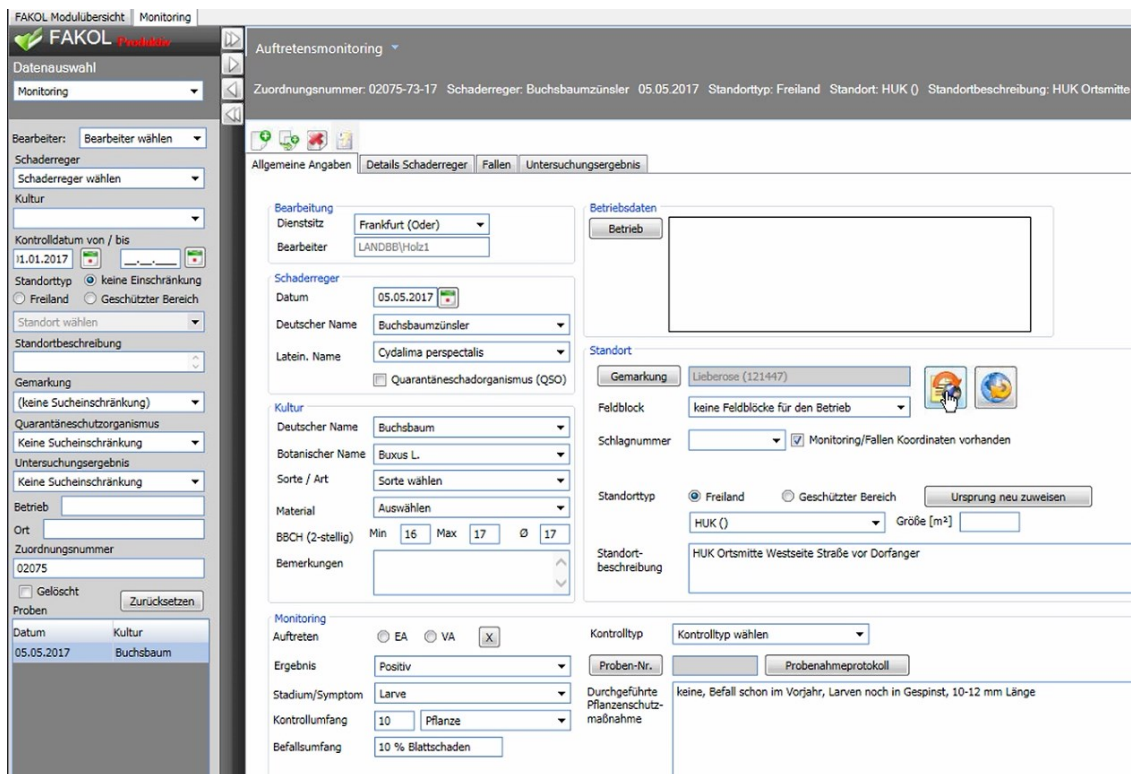 FAKOL Modulübersicht Monitoring
FAKOL Produktiv
Datenauswahl
Monitoring
Bearbeiter: Bearbeiter wählen
Schaderreger
Schaderreger wählen
Kultur
Kontrolldatum von / bis
01.01.2017 __.__.____
Standorttyp keine Einschränkung
Freiland Geschützter Bereich
Standort wählen
Standortbeschreibung
Gemarkung
(keine Sucheinschränkung)
Quarantäneschutzorganismus
Keine Sucheinschränkung
Untersuchungsergebnis
Keine Sucheinschränkung
Betrieb
Ort
Zuordnungsnummer
02075
Gelöscht
Zurücksetzen
Proben
Datum Kultur
05.05.2017 Buchsbaum
Auftretensmonitoring
Zuordnungsnummer: 02075-73-17 Schaderreger: Buchsbaumzünsler 05.05.2017 Standorttyp: Freiland Standort: HUK () Standortbeschreibung: HUK Ortsmitte
Allgemeine Angaben Details Schaderreger Fallen Untersuchungsergebnis
Bearbeitung
Dienstsitz Frankfurt (Oder)
Bearbeiter LANDBB\Holz1
Schaderreger
Datum 05.05.2017
Deutscher Name Buchsbaumzünsler
Latein. Name Cydalima perspectalis
Quarantäneschadorganismus (QSO)
Kultur
Deutscher Name Buchsbaum
Botanischer Name Buxus L.
Sorte / Art Sorte wählen
Material Auswählen
BBCH (2-stellig) Min 16 Max 17 Ø 17
Bemerkungen
Betriebsdaten
Betrieb
Standort
Gemarkung Lieberose (121447)
Feldblock keine Feldblöcke für den Betrieb
Schlagnummer Monitoring/Fallen Koordinaten vorhanden
Standorttyp Freiland Geschützter Bereich Ursprung neu zuweisen
HUK () Größe [m²]
Standort-
beschreibung
HUK Ortsmitte Westseite Straße vor Dorfanger
Monitoring
Auftreten EA VA X
Ergebnis Positiv
Stadium/Symptom Larve
Kontrollumfang 10 Pflanze
Befallsumfang 10 % Blattschaden
Kontrolltyp Kontrolltyp wählen
Proben-Nr. Probenahmeprotokoll
Durchgeführte
Pflanzenschutz-
maßnahme
keine, Befall schon im Vorjahr, Larven noch in Gespinst, 10-12 mm Länge